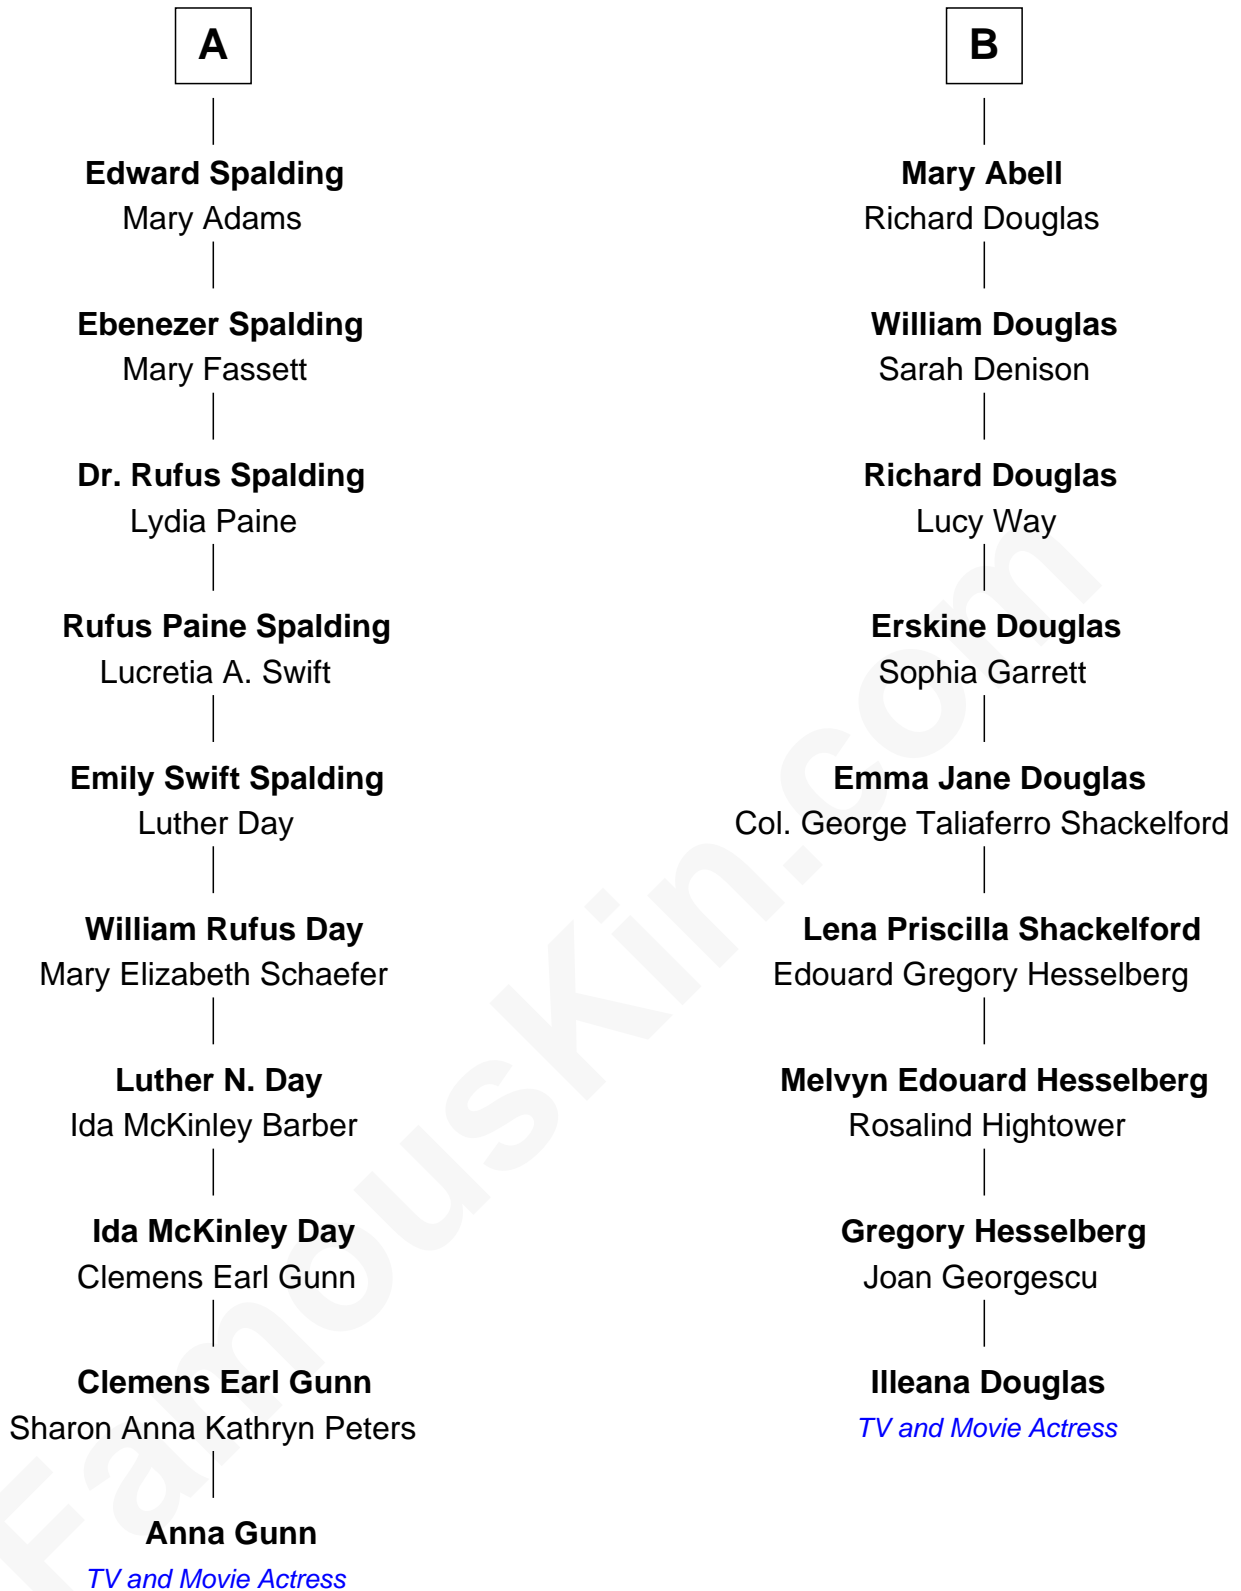 A
Edward Spalding
Mary Adams
Ebenezer Spalding
Mary Fassett
Dr. Rufus Spalding
Lydia Paine
Rufus Paine Spalding
Lucretia A. Swift
Emily Swift Spalding
Luther Day
William Rufus Day
Mary Elizabeth Schaefer
Luther N. Day
Ida McKinley Barber
Ida McKinley Day
Clemens Earl Gunn
Clemens Earl Gunn
Sharon Anna Kathryn Peters
Anna Gunn
TV and Movie Actress
B
Mary Abell
Richard Douglas
William Douglas
Sarah Denison
Richard Douglas
Lucy Way
Erskine Douglas
Sophia Garrett
Emma Jane Douglas
Col. George Taliaferro Shackelford
Lena Priscilla Shackelford
Edouard Gregory Hesselberg
Melvyn Edouard Hesselberg
Rosalind Hightower
Gregory Hesselberg
Joan Georgescu
Illeana Douglas
TV and Movie Actress
FamousKin.com